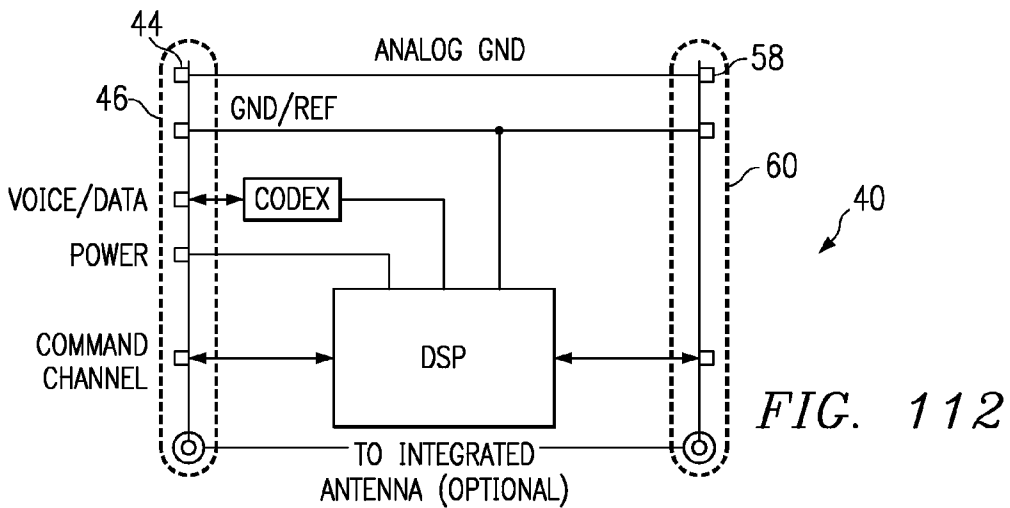 44
ANALOG GND
58
46
GND/REF
60
VOICE/DATA
CODEX
40
POWER
COMMAND
CHANNEL
DSP
FIG. 112
TO INTEGRATED
ANTENNA (OPTIONAL)